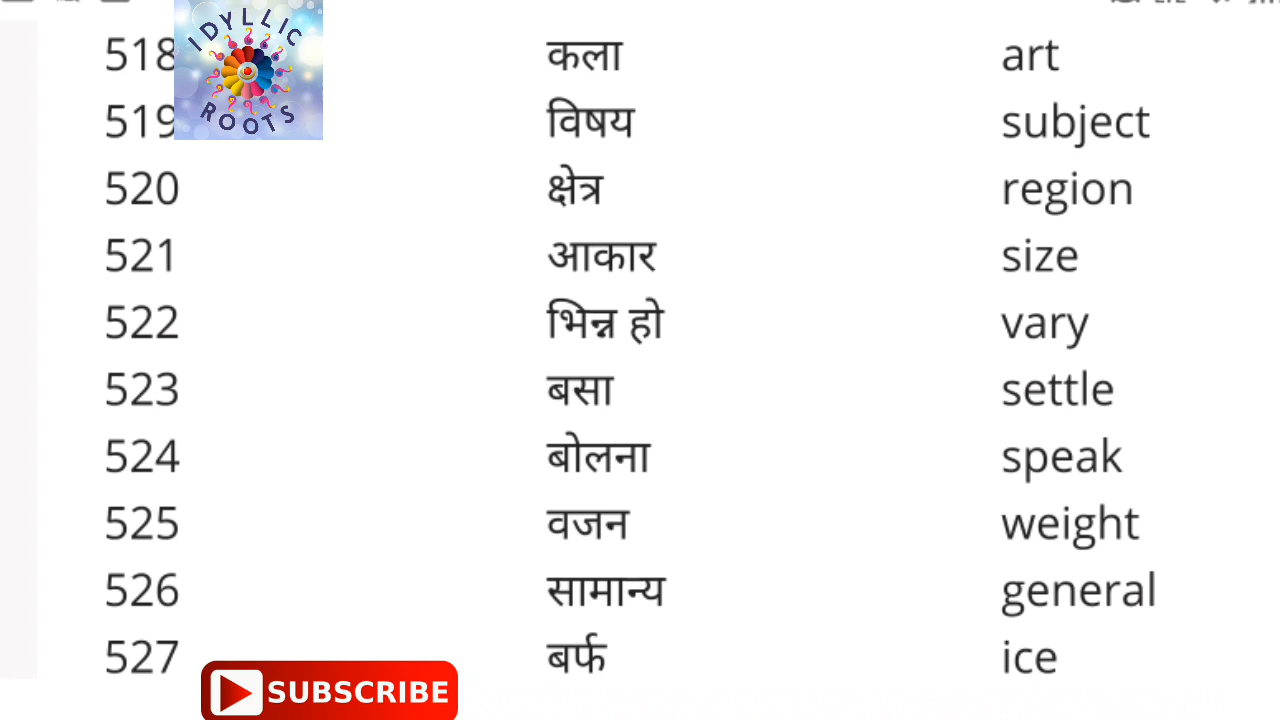 IDYLLIC
ROOTS
518 कला art
519 विषय subject
520 क्षेत्र region
521 आकार size
522 भिन्न हो vary
523 बसा settle
524 बोलना speak
525 वजन weight
526 सामान्य general
527 बर्फ ice
SUBSCRIBE